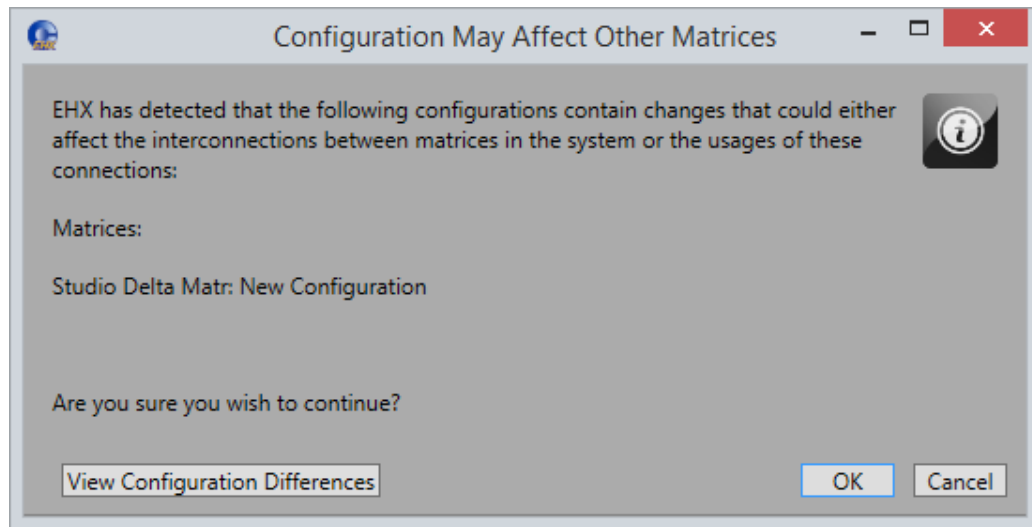 Configuration May Affect Other Matrices
EHX has detected that the following configurations contain changes that could either
affect the interconnections between matrices in the system or the usages of these
connections:
Matrices:
Studio Delta Matr: New Configuration
Are you sure you wish to continue?
View Configuration Differences OK Cancel